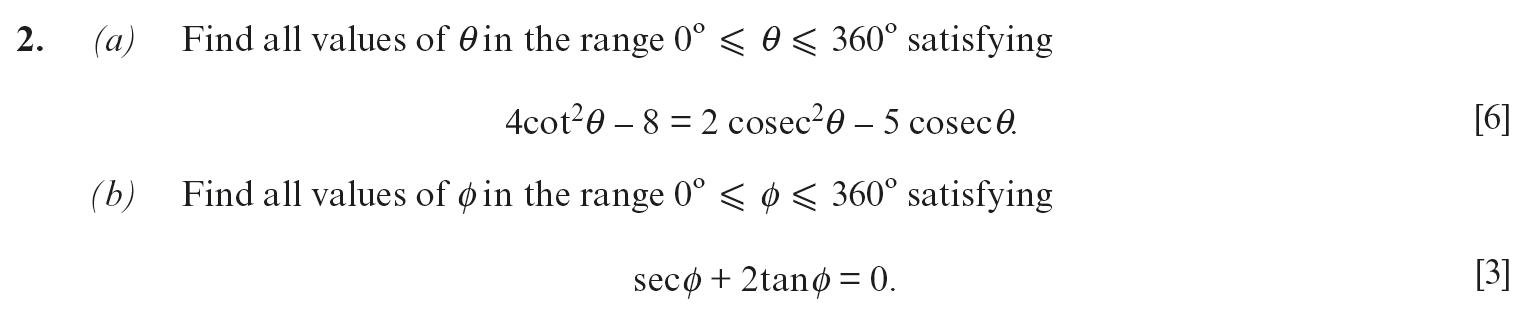 2. (a) Find all values of θ in the range 0° ⩽ θ ⩽ 360° satisfying
4cot²θ – 8 = 2 cosec²θ – 5 cosecθ. [6]
(b) Find all values of ϕ in the range 0° ⩽ ϕ ⩽ 360° satisfying
secϕ + 2tanϕ = 0. [3]